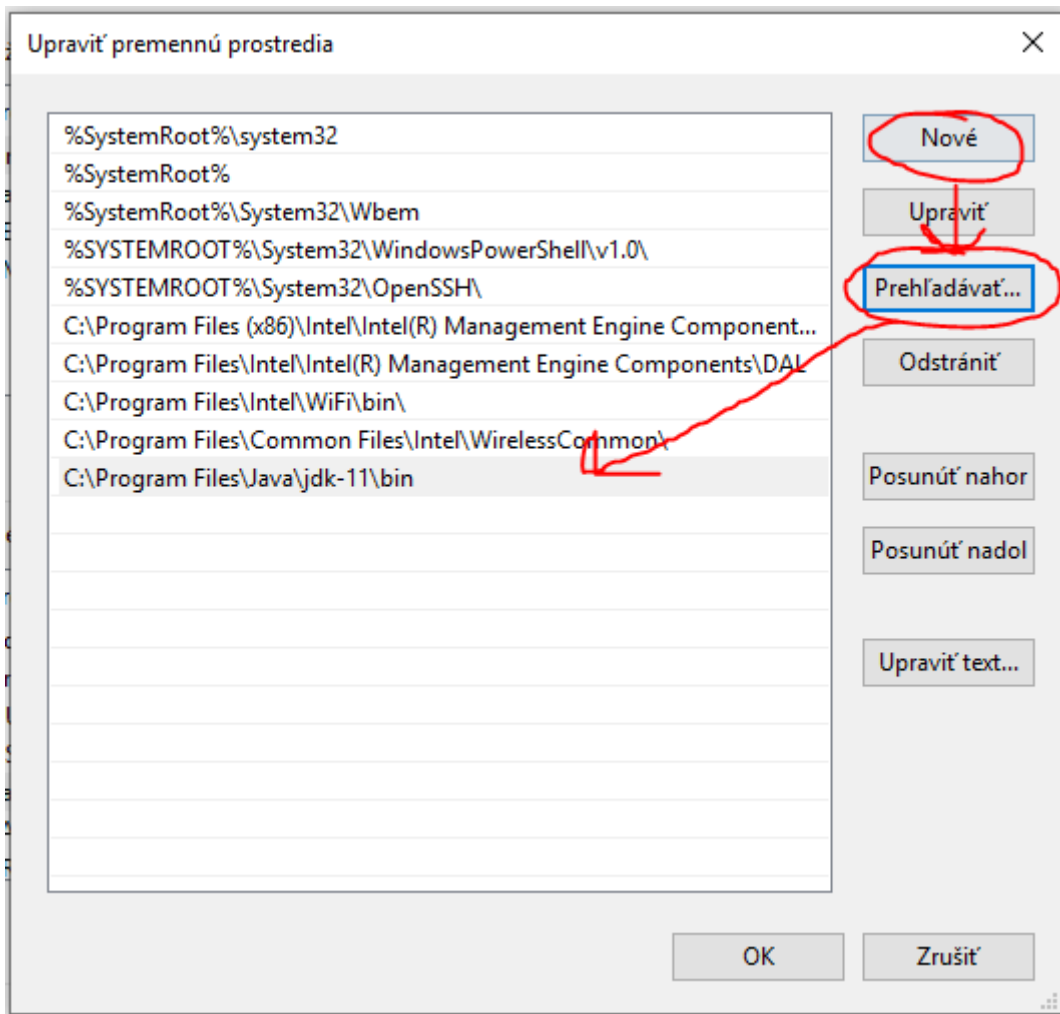 Upraviť premennú prostredia
%SystemRoot%\system32
%SystemRoot%
%SystemRoot%\System32\Wbem
%SYSTEMROOT%\System32\WindowsPowerShell\v1.0\
%SYSTEMROOT%\System32\OpenSSH\
C:\Program Files (x86)\Intel\Intel(R) Management Engine Component...
C:\Program Files\Intel\Intel(R) Management Engine Components\DAL
C:\Program Files\Intel\WiFi\bin\
C:\Program Files\Common Files\Intel\WirelessCommon\
C:\Program Files\Java\jdk-11\bin
Nové
Upraviť
Prehľadávať...
Odstrániť
Posunúť nahor
Posunúť nadol
Upraviť text...
OK
Zrušiť